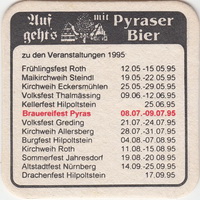 Auf geht's mit Pyraser Bier
zu den Veranstaltungen 1995
Frühlingsfest Roth 12.05.-15.05.95
Maikirchweih Steindl 19.05.-22.05.95
Kirchweih Eckersmühlen 25.05.-29.05.95
Volksfest Thalmässing 09.06.-12.06.95
Kellerfest Hilpoltstein 25.06.95
Brauereifest Pyras 08.07.-09.07.95
Volksfest Greding 21.07.-24.07.95
Kirchweih Allersberg 27.07.-31.07.95
Burgfest Hilpoltstein 04.08.-07.08.95
Kirchweih Roth 11.08.-15.08.95
Sommerfest Jahrsdorf 19.08.-20.08.95
Altstadtfest Nürnberg 14.09.-25.09.95
Drachenfest Hilpoltstein 17.09.95